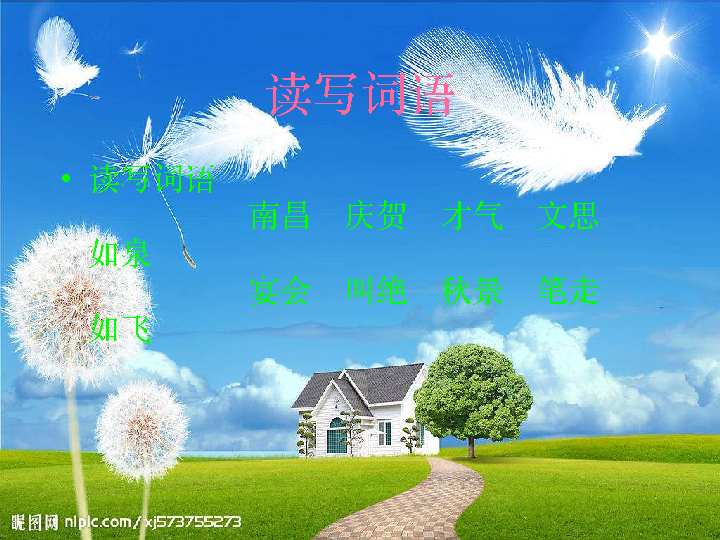 读写词语
• 读写词语
南昌 庆贺 才气 文思
如泉
宴会 叫绝 秋景 笔走
如飞
昵图网 nipic.com/xj573755273